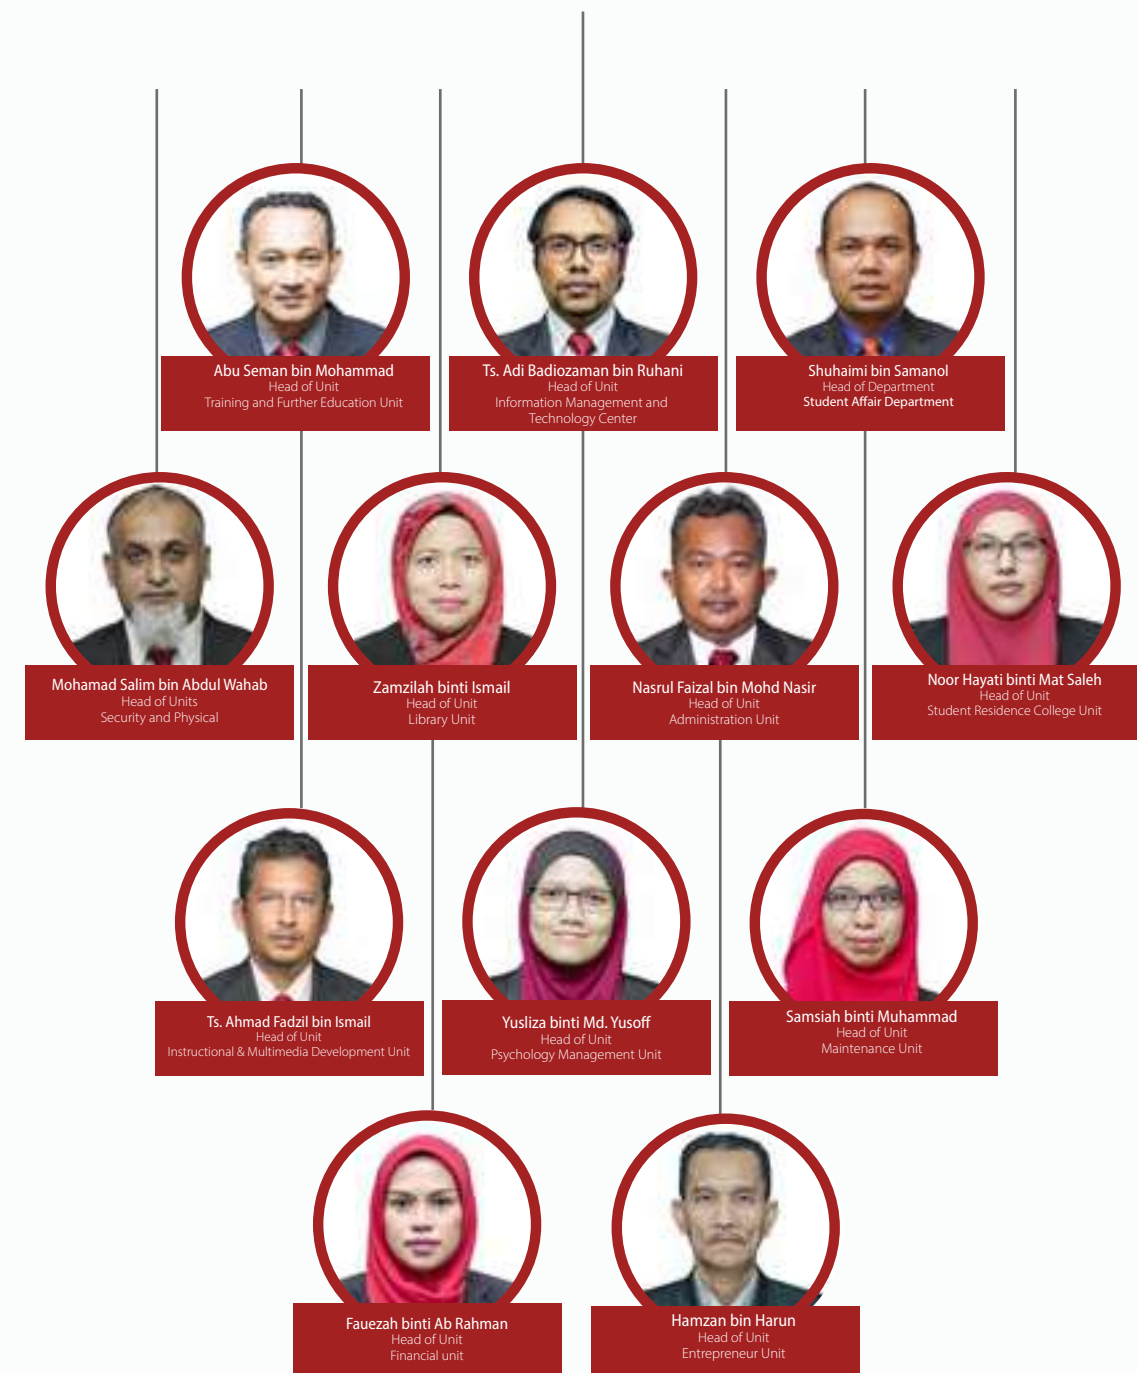 Abu Seman bin Mohammad
Head of Unit
Training and Further Education Unit
Ts. Adi Badiozaman bin Ruhani
Head of Unit
Information Management and
Technology Center
Shuhaimi bin Samanol
Head of Department
Student Affair Department
Mohamad Salim bin Abdul Wahab
Head of Units
Security and Physical
Zamzilah binti Ismail
Head of Unit
Library Unit
Nasrul Faizal bin Mohd Nasir
Head of Unit
Administration Unit
Noor Hayati binti Mat Saleh
Head of Unit
Student Residence College Unit
Ts. Ahmad Fadzil bin Ismail
Head of Unit
Instructional & Multimedia Development Unit
Yusliza binti Md. Yusoff
Head of Unit
Psychology Management Unit
Samsiah binti Muhammad
Head of Unit
Maintenance Unit
Fauezah binti Ab Rahman
Head of Unit
Financial unit
Hamzan bin Harun
Head of Unit
Entrepreneur Unit